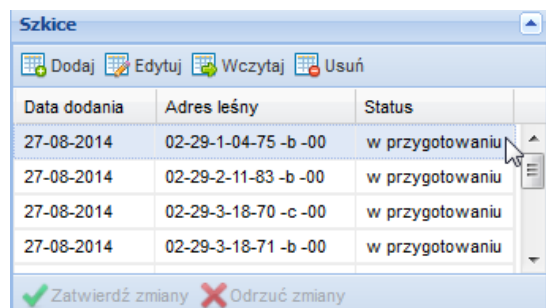 Szkice
Dodaj Edytuj Wczytaj Usuń
Data dodania Adres leśny Status
27-08-2014 02-29-1-04-75 -b -00 w przygotowaniu
27-08-2014 02-29-2-11-83 -b -00 w przygotowaniu
27-08-2014 02-29-3-18-70 -c -00 w przygotowaniu
27-08-2014 02-29-3-18-71 -b -00 w przygotowaniu
Zatwierdź zmiany Odrzuć zmiany